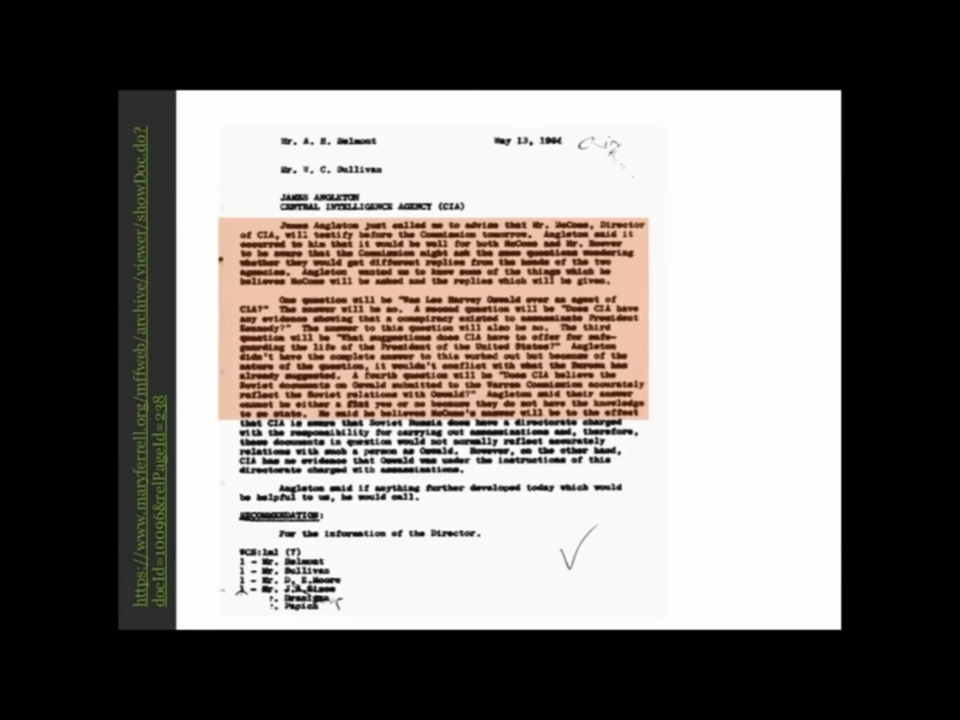 https://www.maryferrell.org/mffweb/archive/viewer/showDoc.do?
docId=10096&relPageId=238
Mr. A. H. Belmont May 13, 1964
Mr. W. C. Sullivan
JAMES ANGLETON
CENTRAL INTELLIGENCE AGENCY (CIA)
James Angleton just called me to advise that Mr. McCone, Director
of CIA, will testify before the Commission tomorrow. Angleton said it
occurred to him that it would be well for both McCone and Mr. Hoover
to be aware that the Commission might ask the same questions wondering
whether they would get different replies from the heads of the two
agencies. Angleton wanted us to know some of the things which he
believes McCone will be asked and the replies which will be given.
One question will be "Was Lee Harvey Oswald ever an agent of
CIA?" The answer will be no. A second question will be "Does CIA have
any evidence showing that a conspiracy existed to assassinate President
Kennedy?" The answer to this question will also be no. The third
question will be "What suggestions does CIA have to offer for safe-
guarding the life of the President of the United States?" Angleton
didn't have the complete answer to this worked out but because of the
nature of the question, it wouldn't conflict with what the Bureau has
already suggested. A fourth question will be "Does CIA believe the
Soviet documents on Oswald submitted to the Warren Commission accurately
reflect the Soviet relations with Oswald?" Angleton said their answer
cannot be either a flat yes or no because they do not have the knowledge
to so state. He said he believes McCone's answer will be to the effect
that CIA is aware that Soviet Russia does have a directorate charged
with the responsibility for carrying out assassinations and, therefore,
these documents in question would not normally reflect accurately
relations with such a person as Oswald. However, on the other hand,
CIA has no evidence that Oswald was under the instructions of this
directorate charged with assassinations.
Angleton said if anything further developed today which would
be helpful to us, he would call.
RECOMMENDATION:
For the information of the Director.
WCS:lml (7)
1 - Mr. Belmont
1 - Mr. Sullivan
1 - Mr. D. E. Moore
1 - Mr. J.A.Sizoo
Branigan
Papich